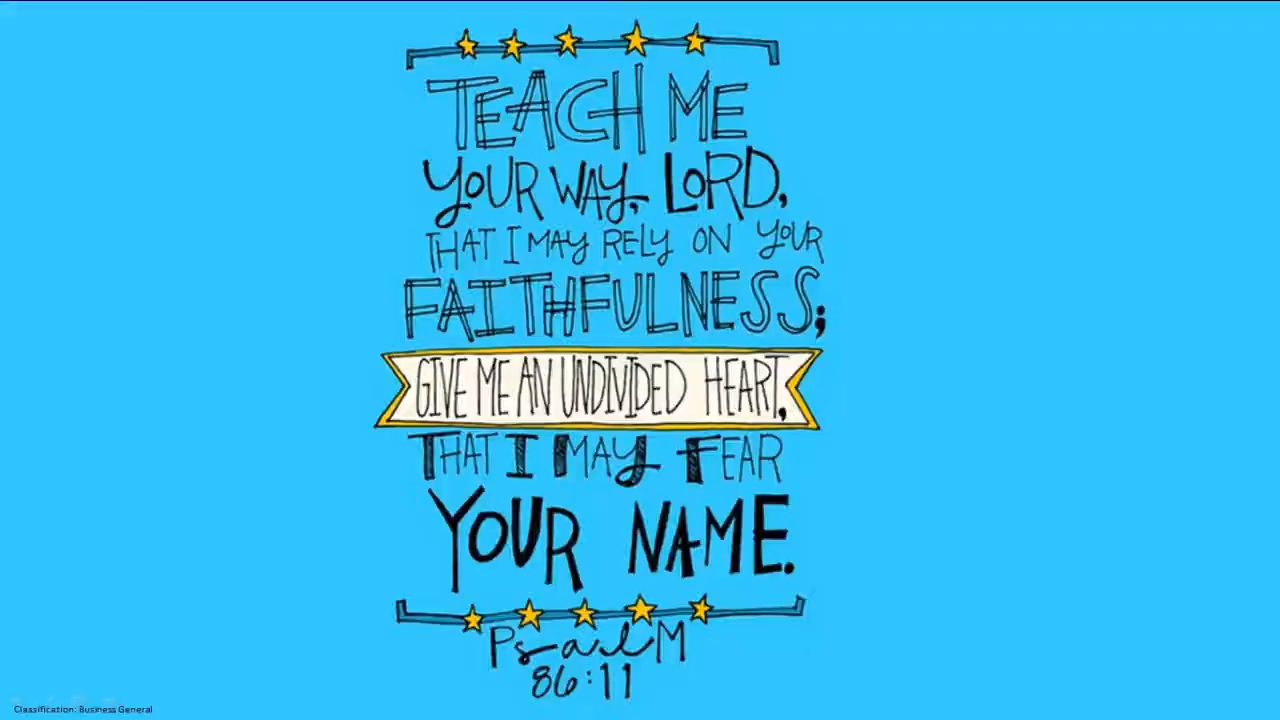 TEACH ME
YOUR WAY, LORD,
THAT I MAY RELY ON YOUR
FAITHFULNESS;
GIVE ME AN UNDIVIDED HEART,
THAT I MAY FEAR
YOUR NAME.
PsalM
86:11
Classification: Business General